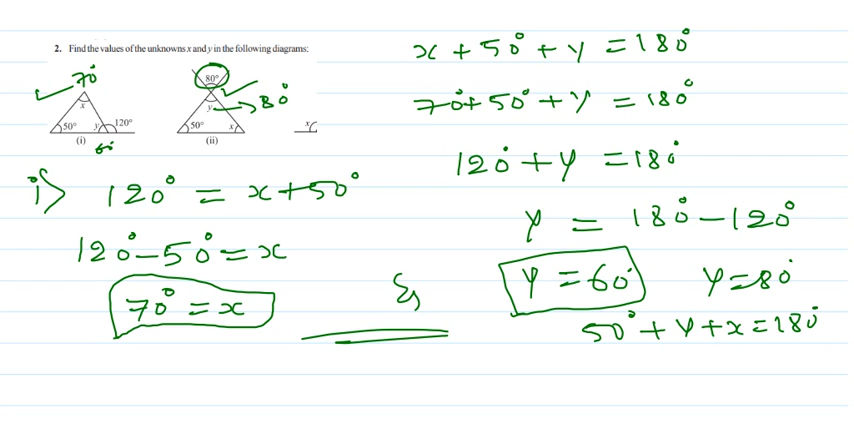 2. Find the values of the unknowns x and y in the following diagrams:
70°
80°
80°
x
y
50° y 120°
50° x
x
60°
(i)
(ii)
i) 120° = x + 50°
120° - 50° = x
70° = x
x + 50° + y = 180°
70° + 50° + y = 180°
120° + y = 180°
y = 180° - 120°
y = 60°
y = 80°
50° + y + x = 180°